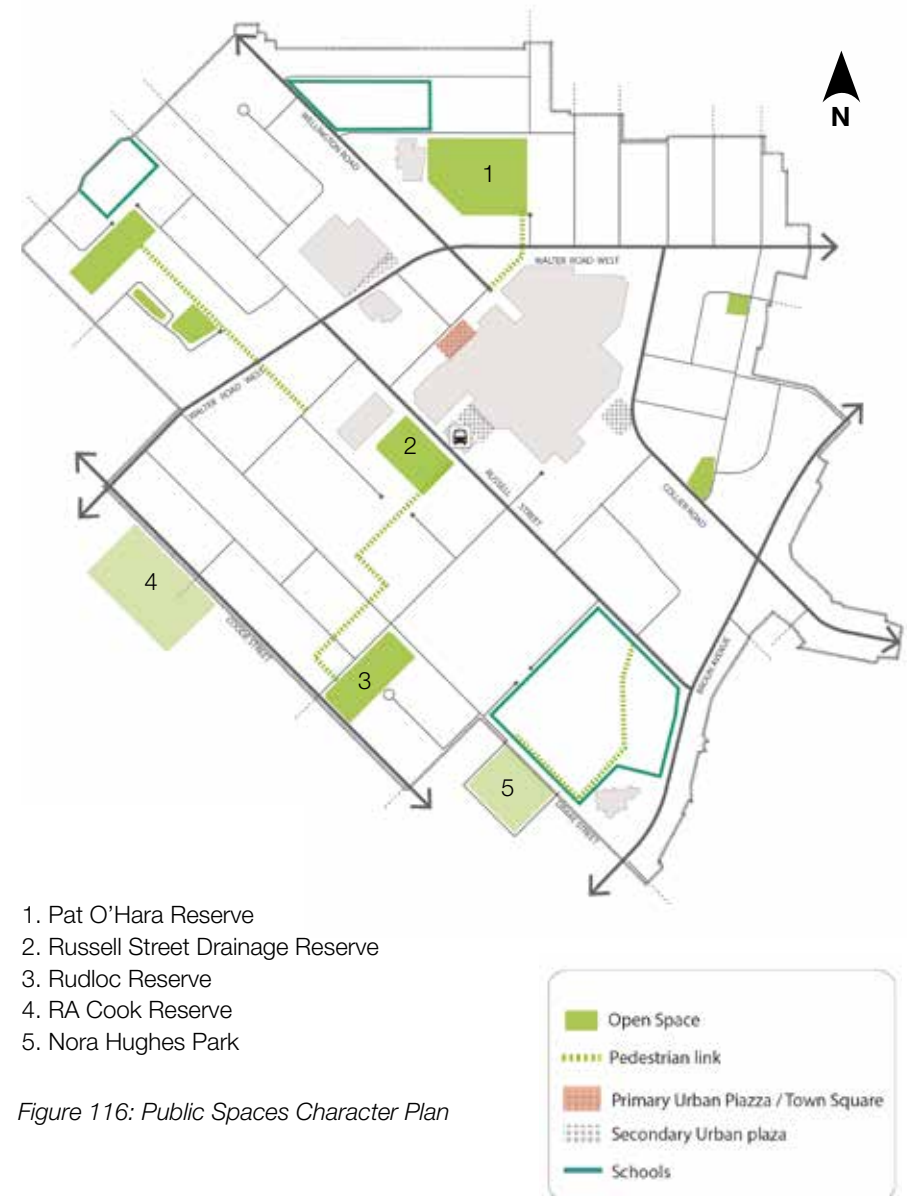 N
WELLINGTON ROAD
1
WALTER ROAD WEST
WALTER ROAD WEST
2
RUSSELL STREET
COLLIER ROAD
4
COODE STREET
3
BROUN AVENUE
5
DRAKE STREET
1. Pat O'Hara Reserve
2. Russell Street Drainage Reserve
3. Rudloc Reserve
4. RA Cook Reserve
5. Nora Hughes Park
Figure 116: Public Spaces Character Plan
Open Space
Pedestrian link
Primary Urban Piazza / Town Square
Secondary Urban plaza
Schools